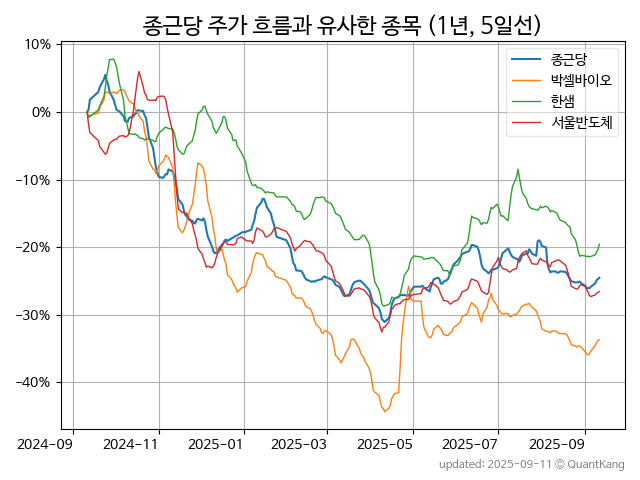 종근당 주가 흐름과 유사한 종목 (1년, 5일선)
종근당
박셀바이오
한샘
서울반도체
10%
0%
−10%
−20%
−30%
−40%
2024-09
2024-11
2025-01
2025-03
2025-05
2025-07
2025-09
updated: 2025-09-11 © QuantKang